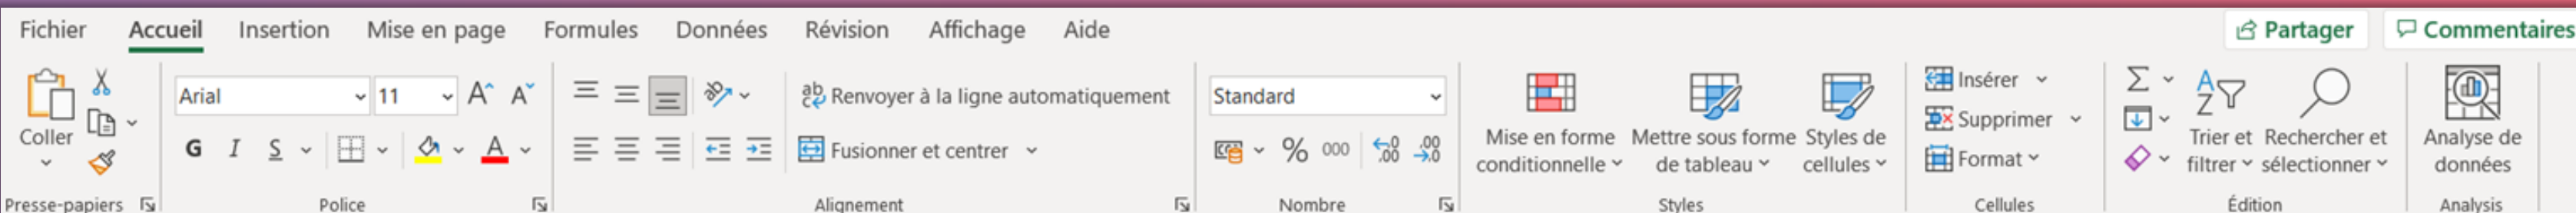 Fichier Accueil Insertion Mise en page Formules Données Révision Affichage Aide Partager Commentaires
Coller
Presse-papiers
Arial 11 A A
G I S A
Police
ab Renvoyer à la ligne automatiquement
Fusionner et centrer
Alignement
Standard
% 000 ,00
Nombre
Mise en forme
conditionnelle
Mettre sous forme
de tableau
Styles de
cellules
Styles
Insérer
Supprimer
Format
Cellules
Σ
Trier et
filtrer
Rechercher et
sélectionner
Édition
Analyse de
données
Analysis